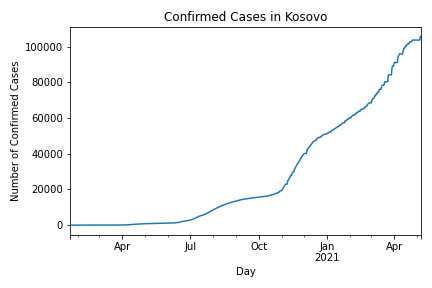 Confirmed Cases in Kosovo
Number of Confirmed Cases
100000
80000
60000
40000
20000
0
Apr
Jul
Oct
Jan
2021
Apr
Day